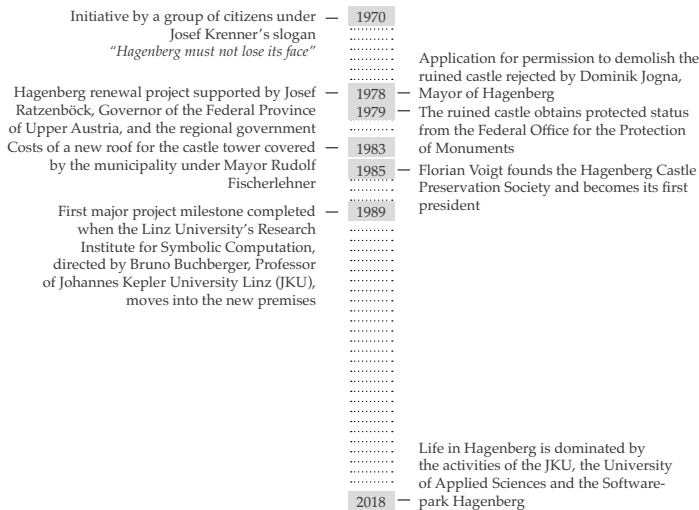 Initiative by a group of citizens under
Josef Krenner's slogan
"Hagenberg must not lose its face"
1970
Application for permission to demolish the
ruined castle rejected by Dominik Jogna,
Mayor of Hagenberg
Hagenberg renewal project supported by Josef
Ratzenböck, Governor of the Federal Province
of Upper Austria, and the regional government
1978
1979
The ruined castle obtains protected status
from the Federal Office for the Protection
of Monuments
Costs of a new roof for the castle tower covered
by the municipality under Mayor Rudolf
Fischerlehner
1983
1985
Florian Voigt founds the Hagenberg Castle
Preservation Society and becomes its first
president
First major project milestone completed
when the Linz University's Research
Institute for Symbolic Computation,
directed by Bruno Buchberger, Professor
of Johannes Kepler University Linz (JKU),
moves into the new premises
1989
Life in Hagenberg is dominated by
the activities of the JKU, the University
of Applied Sciences and the Software-
park Hagenberg
2018